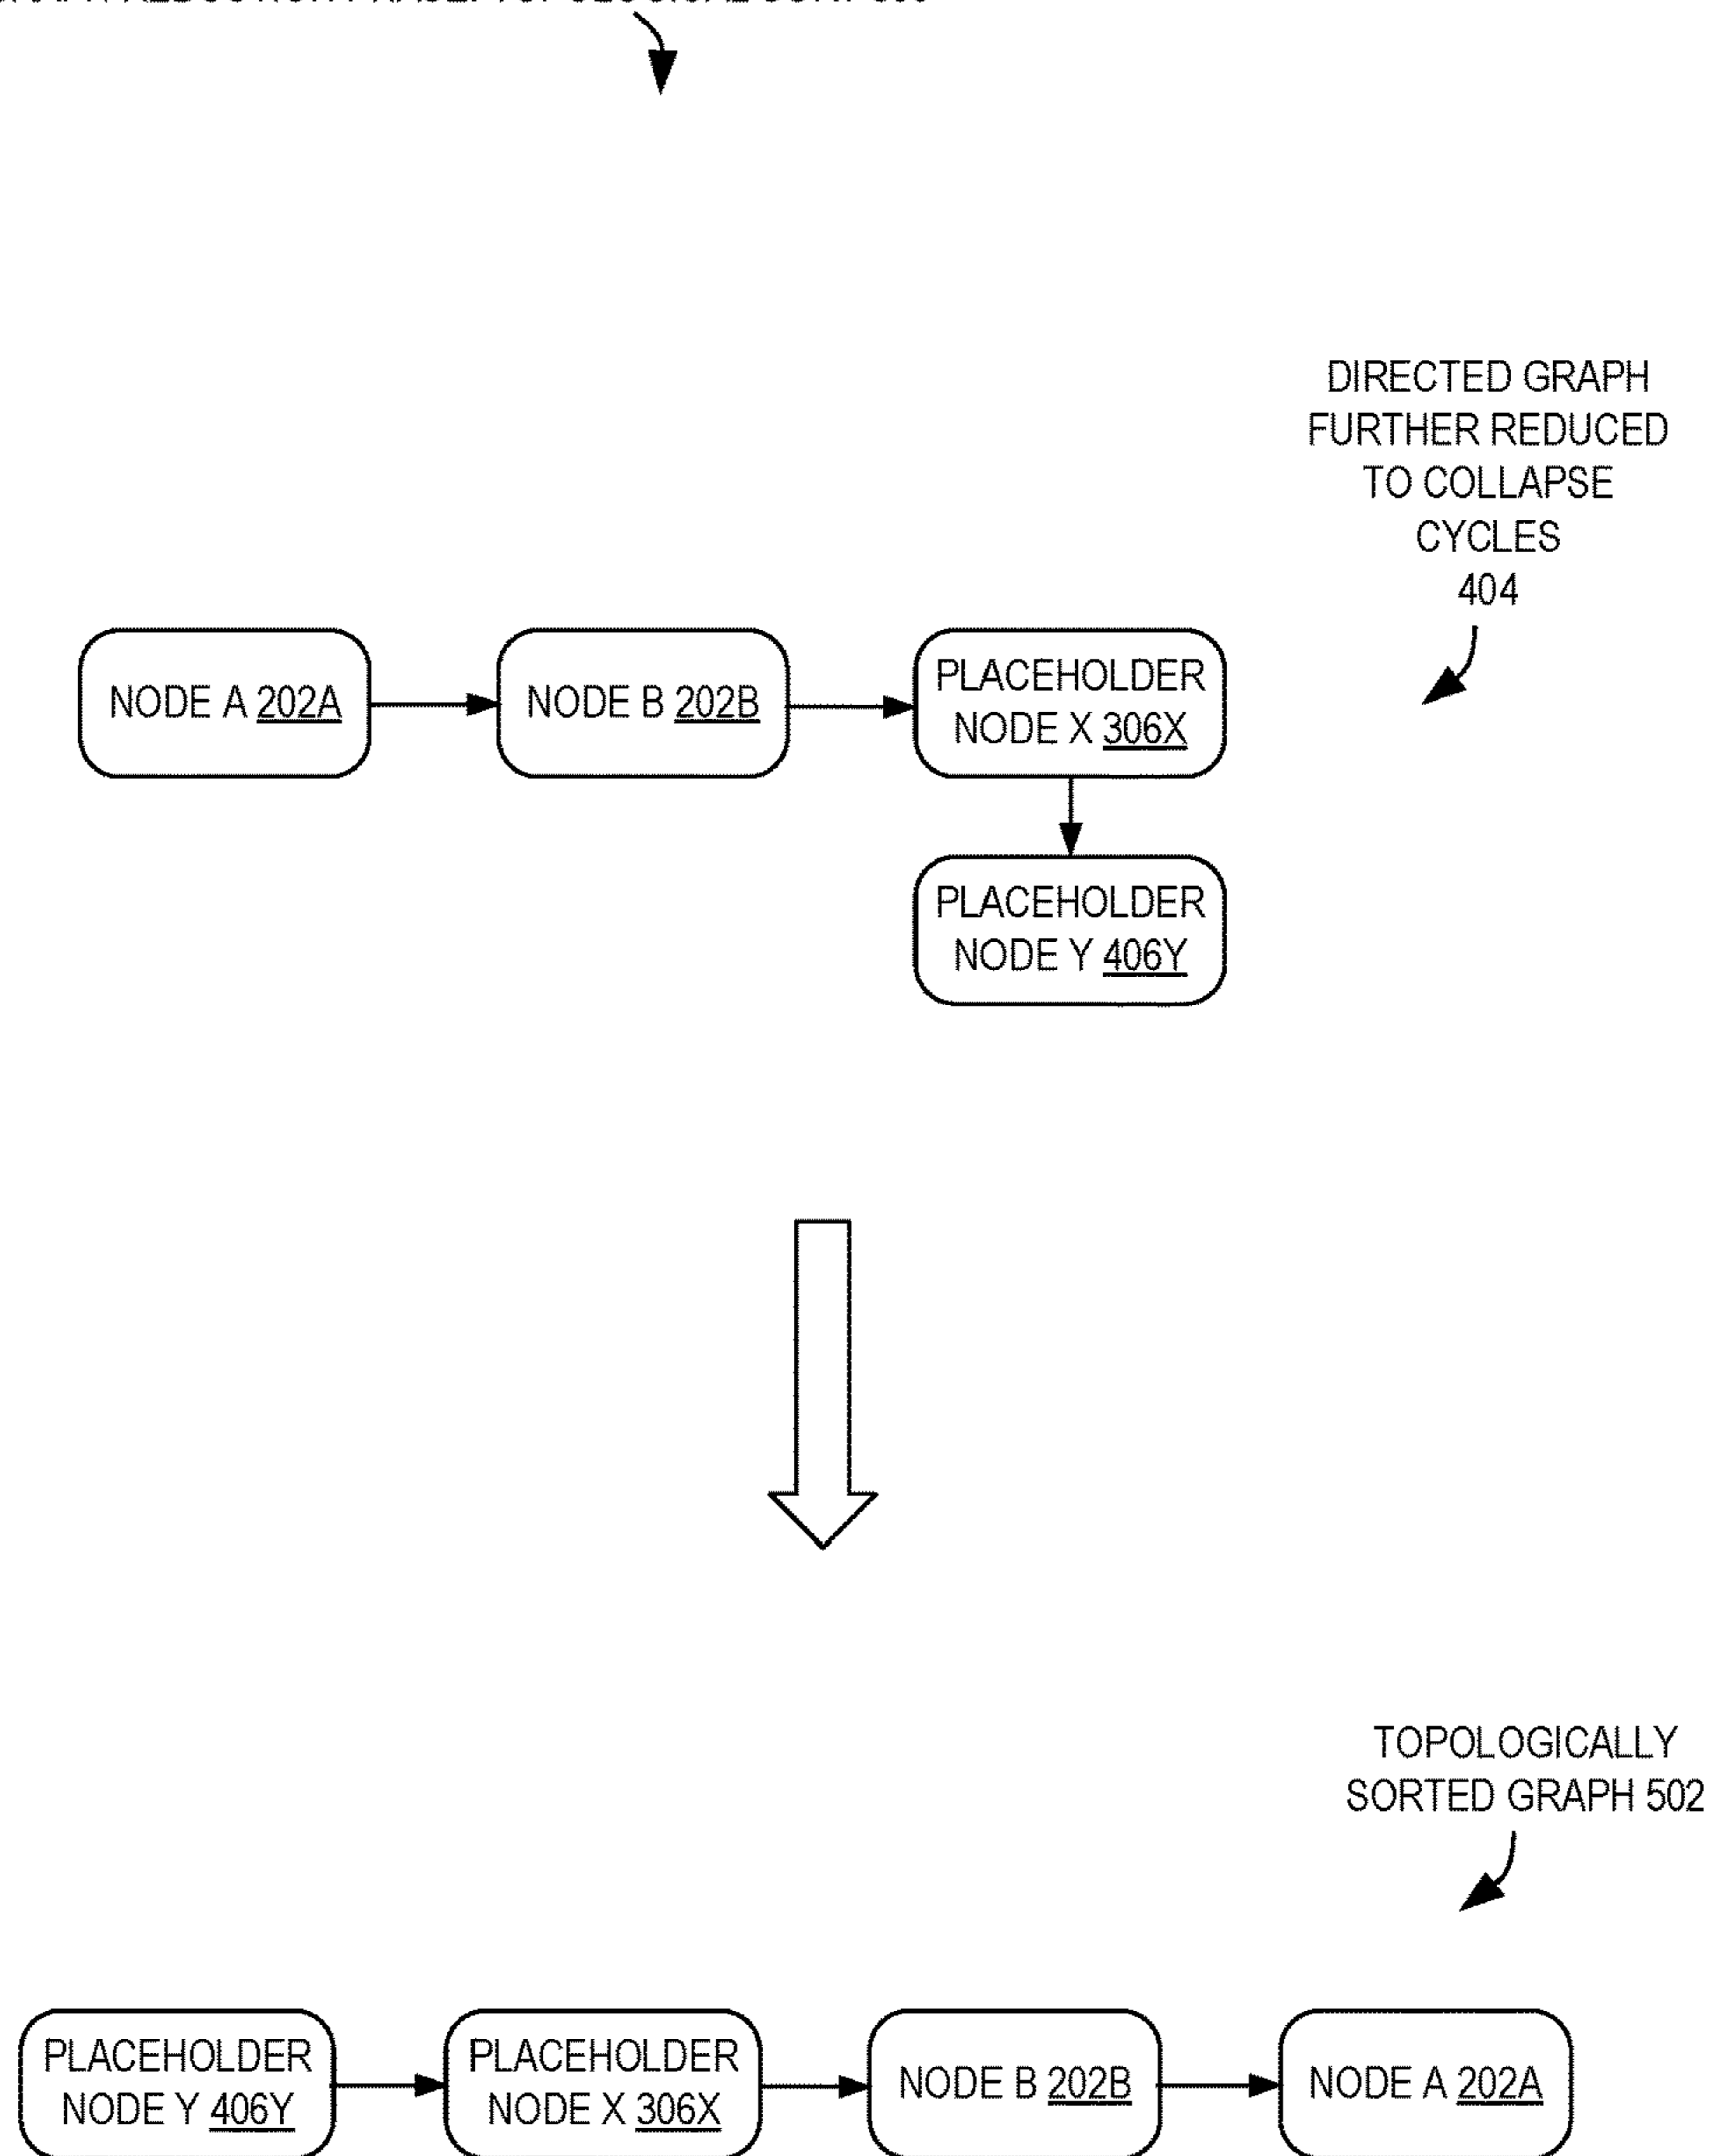 NODE A 202A
NODE B 202B
PLACEHOLDER
NODE X 306X
DIRECTED GRAPH
FURTHER REDUCED
TO COLLAPSE
CYCLES
404
PLACEHOLDER
NODE Y 406Y
TOPOLOGICALLY
SORTED GRAPH 502
PLACEHOLDER
NODE Y 406Y
PLACEHOLDER
NODE X 306X
NODE B 202B
NODE A 202A